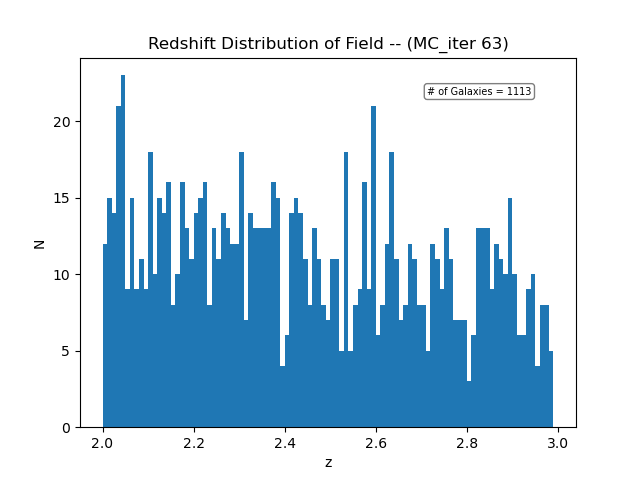 Redshift Distribution of Field -- (MC_iter 63)
# of Galaxies = 1113
20
15
10
5
0
N
2.0 2.2 2.4 2.6 2.8 3.0
z